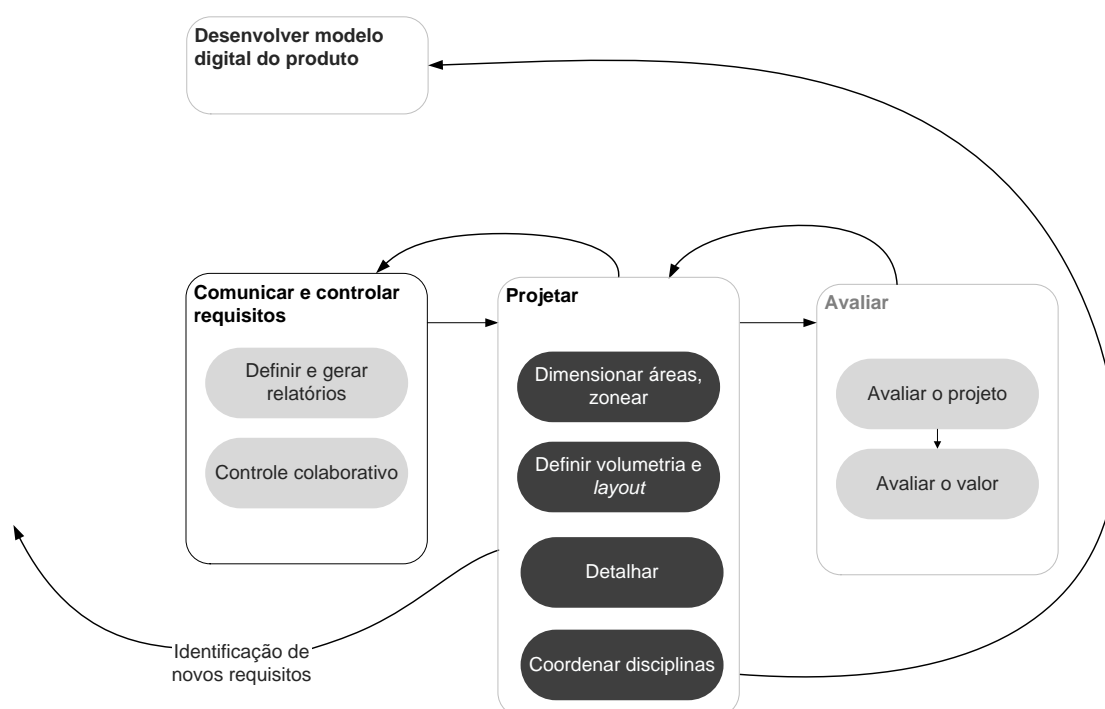 Desenvolver modelo
digital do produto
Comunicar e controlar
requisitos
Definir e gerar
relatórios
Controle colaborativo
Projetar
Dimensionar áreas,
zonear
Definir volumetria e
layout
Detalhar
Coordenar disciplinas
Avaliar
Avaliar o projeto
Avaliar o valor
Identificação de
novos requisitos